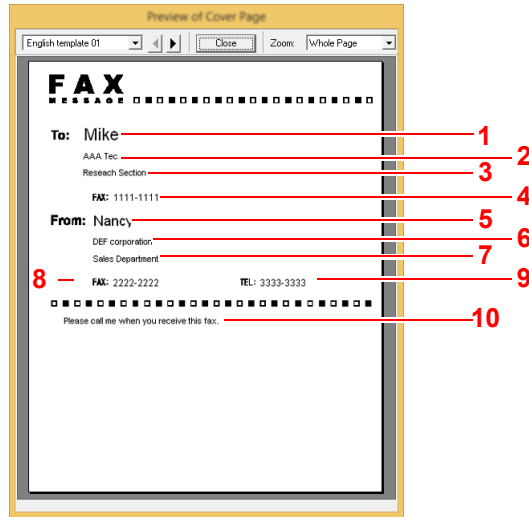 Preview of Cover Page
English template 01 Close Zoom: Whole Page
FAX
MESSAGE
To: Mike 1
AAA Tec 2
Reseach Section 3
FAX: 1111-1111 4
From: Nancy 5
DEF corporation 6
Sales Department 7
8 FAX: 2222-2222 TEL: 3333-3333 9
Please call me when you receive this fax. 10